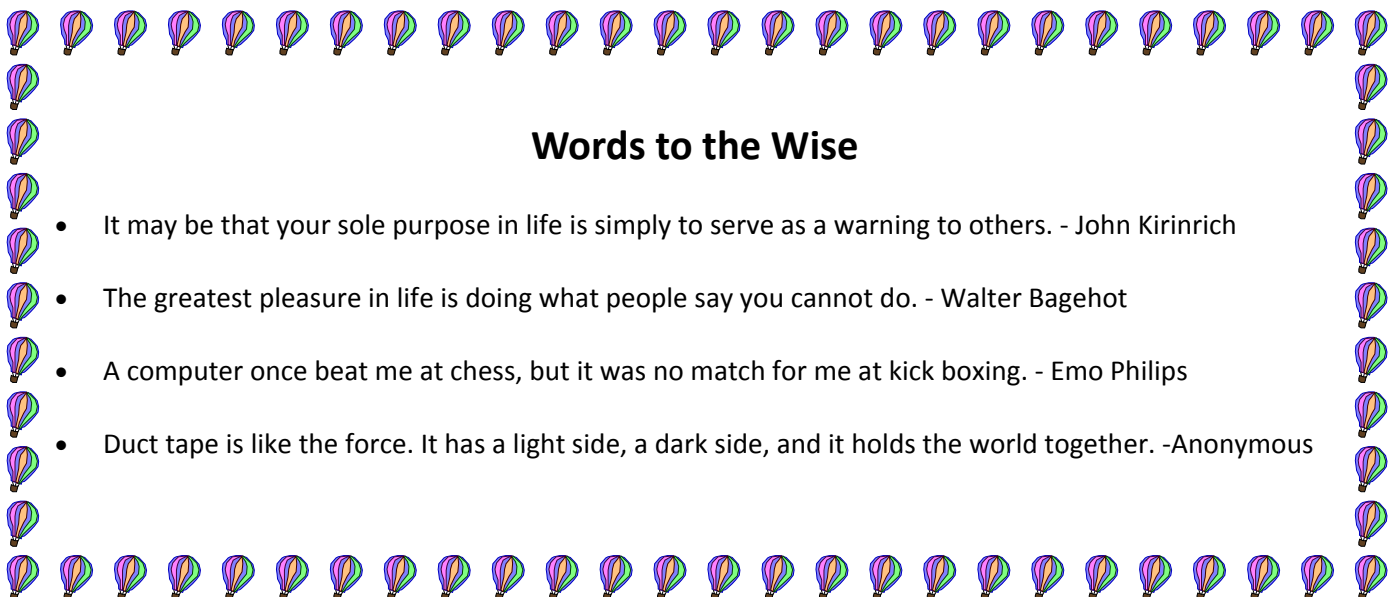 Words to the Wise
• It may be that your sole purpose in life is simply to serve as a warning to others. - John Kirinrich
• The greatest pleasure in life is doing what people say you cannot do. - Walter Bagehot
• A computer once beat me at chess, but it was no match for me at kick boxing. - Emo Philips
• Duct tape is like the force. It has a light side, a dark side, and it holds the world together. -Anonymous